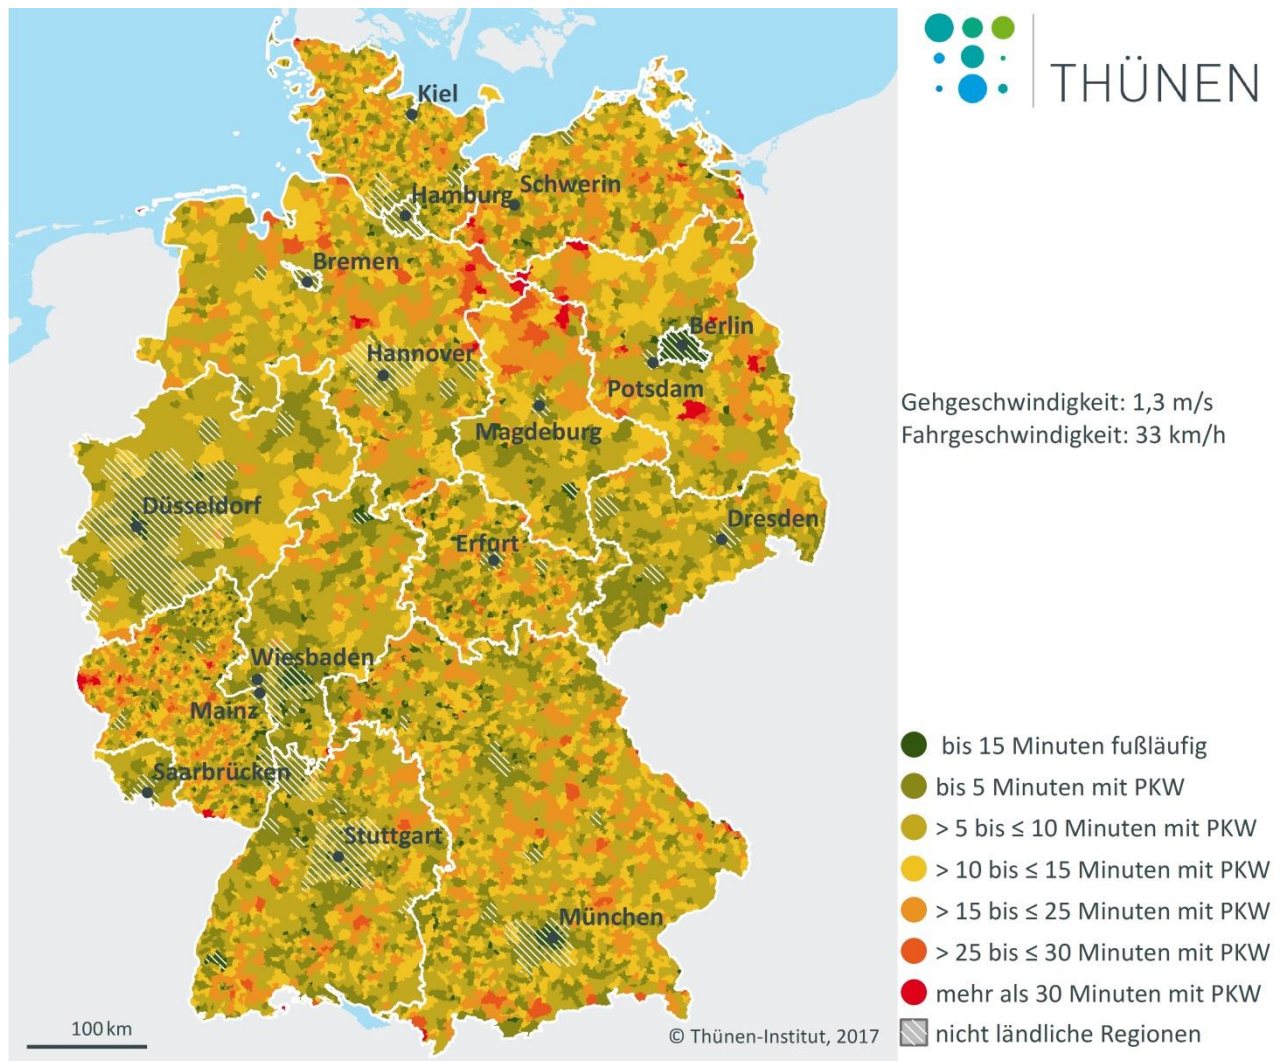 THÜNEN
Kiel
Hamburg
Schwerin
Bremen
Berlin
Hannover
Potsdam
Magdeburg
Düsseldorf
Dresden
Erfurt
Wiesbaden
Mainz
Saarbrücken
Stuttgart
München
Gehgeschwindigkeit: 1,3 m/s
Fahrgeschwindigkeit: 33 km/h
bis 15 Minuten fußläufig
bis 5 Minuten mit PKW
> 5 bis ≤ 10 Minuten mit PKW
> 10 bis ≤ 15 Minuten mit PKW
> 15 bis ≤ 25 Minuten mit PKW
> 25 bis ≤ 30 Minuten mit PKW
mehr als 30 Minuten mit PKW
nicht ländliche Regionen
100 km
© Thünen-Institut, 2017